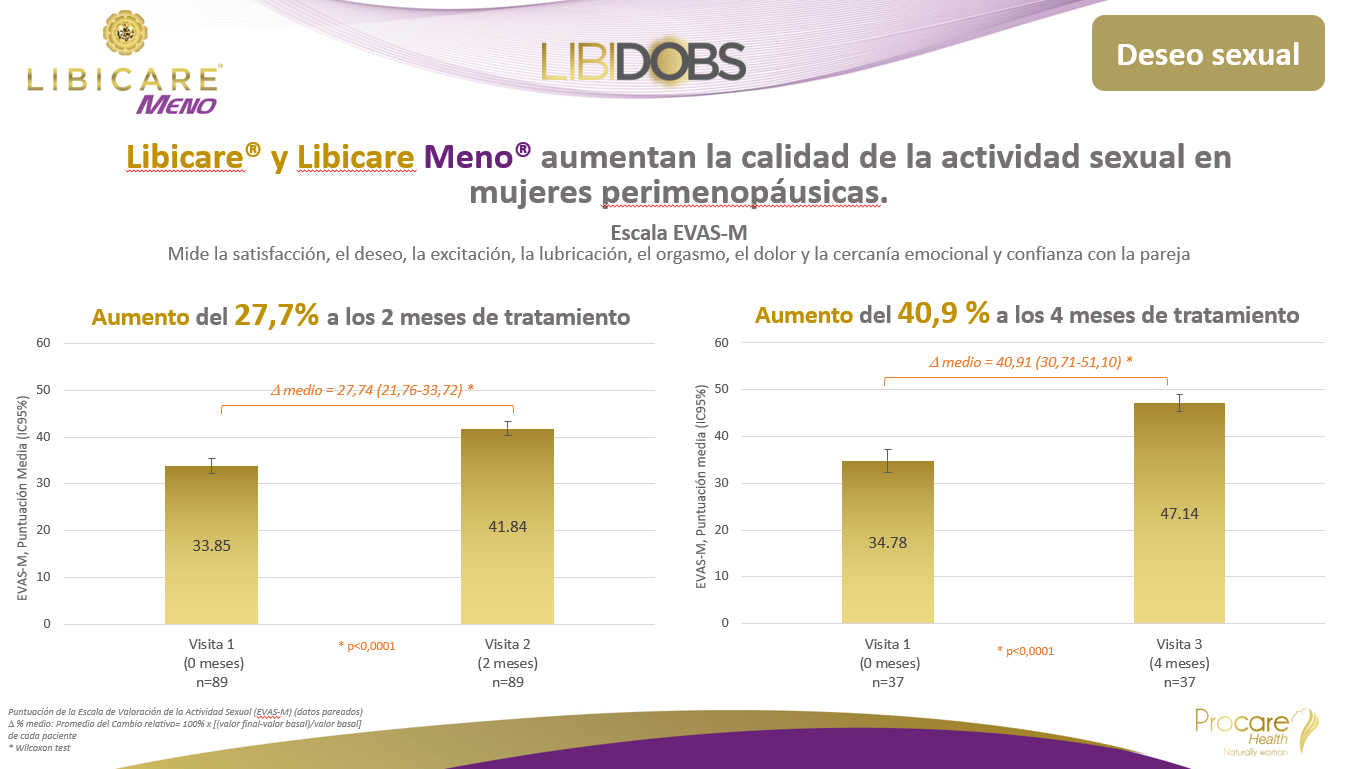 LIBICARE®
MENO
LIBIDOBS
Deseo sexual
Libicare® y Libicare Meno® aumentan la calidad de la actividad sexual en
mujeres perimenopáusicas.
Escala EVAS-M
Mide la satisfacción, el deseo, la excitación, la lubricación, el orgasmo, el dolor y la cercanía emocional y confianza con la pareja
Aumento del 27,7% a los 2 meses de tratamiento
60
50
40
30
20
10
0
EVAS-M, Puntuación Media (IC95%)
Δ medio = 27,74 (21,76-33,72) *
33.85
41.84
Visita 1
(0 meses)
n=89
* p<0,0001
Visita 2
(2 meses)
n=89
Aumento del 40,9 % a los 4 meses de tratamiento
60
50
40
30
20
10
0
EVAS-M, Puntuación media (IC95%)
Δ medio = 40,91 (30,71-51,10) *
34.78
47.14
Visita 1
(0 meses)
n=37
* p<0,0001
Visita 3
(4 meses)
n=37
Puntuación de la Escala de Valoración de la Actividad Sexual (EVAS-M) (datos pareados)
Δ % medio: Promedio del Cambio relativo= 100% x [(valor final-valor basal)/valor basal]
de cada paciente
* Wilcoxon test
Procare
Health
Naturally woman